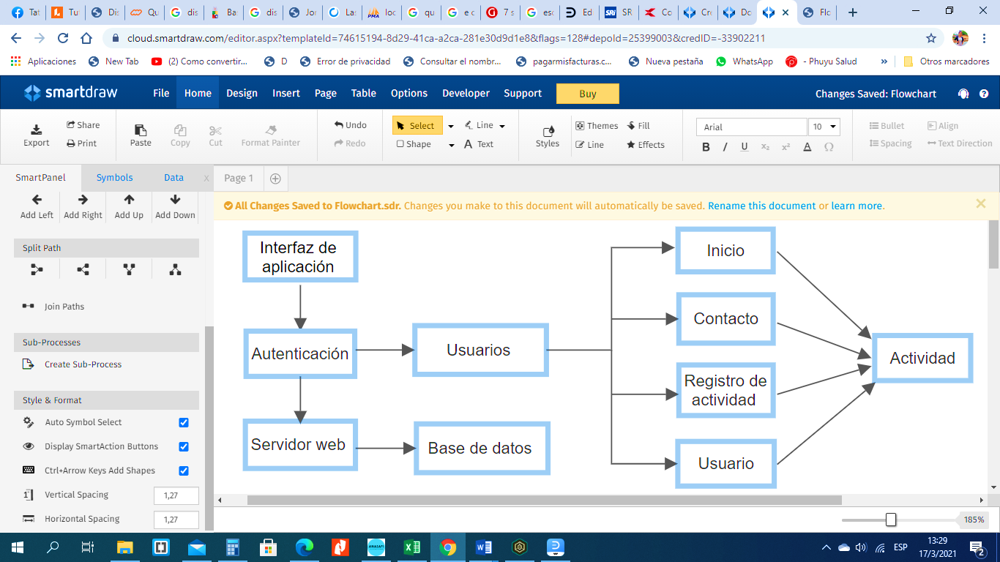 Tat
Tut
Dis
Qu
dis
Ba
dis
Jor
Las
loc
qu
e c
7 s
esc
Ed
SR
Co
Cre
Do
Flo
cloud.smartdraw.com/editor.aspx?templateId=74615194-8d29-41ca-a2ca-281e30d9d1e8&flags=128#depoId=25399003&credID=-33902211
Aplicaciones
New Tab
(2) Como convertir...
D
Error de privacidad
Consultar el nombr...
pagarmisfacturas.c...
Nueva pestaña
WhatsApp
- Phuyu Salud
»
Otros marcadores
smartdraw
File
Home
Design
Insert
Page
Table
Options
Developer
Support
Buy
Changes Saved: Flowchart
Export
Share
Print
Paste
Copy
Cut
Format Painter
Undo
Redo
Select
Shape
Line
A Text
Styles
Themes
Line
Fill
Effects
Arial
10
B I U x₂ x² A Ω
Bullet
Spacing
Align
Text Direction
SmartPanel
Symbols
Data
x
Page 1
Add Left
Add Right
Add Up
Add Down
Split Path
Join Paths
Sub-Processes
Create Sub-Process
Style & Format
Auto Symbol Select
Display SmartAction Buttons
Ctrl+Arrow Keys Add Shapes
Vertical Spacing
1,27
Horizontal Spacing
1,27
All Changes Saved to Flowchart.sdr. Changes you make to this document will automatically be saved. Rename this document or learn more.
Interfaz de
aplicación
Autenticación
Servidor web
Usuarios
Base de datos
Inicio
Contacto
Registro de
actividad
Usuario
Actividad
185%
ESP
13:29
17/3/2021
2